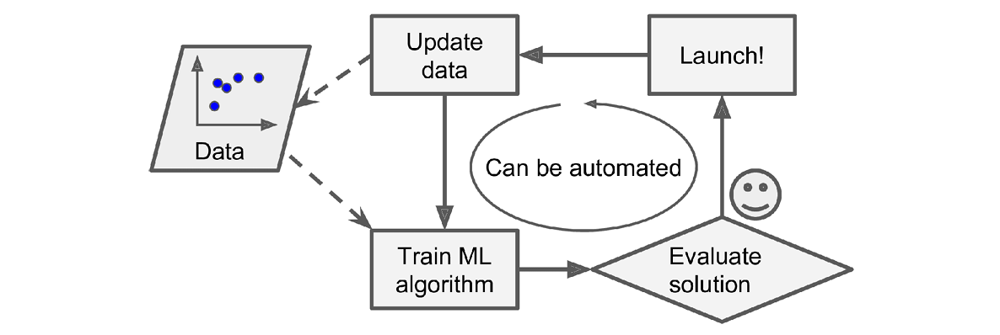 Update
data
Launch!
Data
Can be automated
Train ML
algorithm
Evaluate
solution